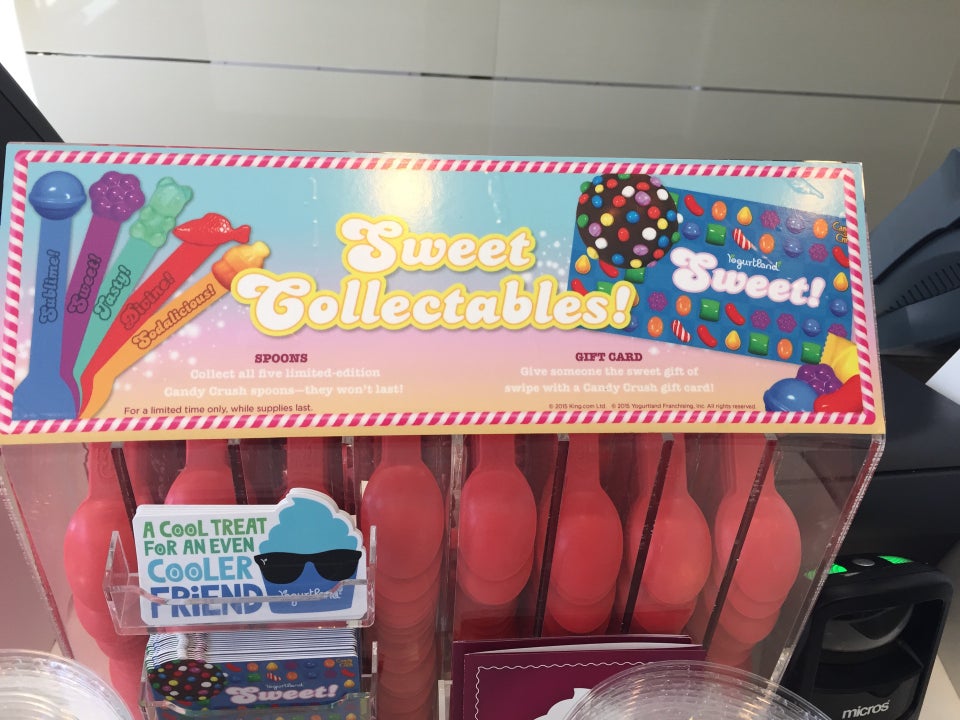 Sublime!
Sweet!
Tasty!
Divine!
Sodalicious!
Sweet
Collectables!
Yogurtland
Sweet!
SPOONS
Collect all five limited-edition
Candy Crush spoons—they won't last!
GIFT CARD
Give someone the sweet gift of
swipe with a Candy Crush gift card!
For a limited time only, while supplies last.
© 2015 King.com Ltd. © 2015 Yogurtland Franchising, Inc. All rights reserved.
A COOL TREAT
FOR AN EVEN
COOLER
FRIEND
Yogurtland
Yogurtland
Sweet!
micros